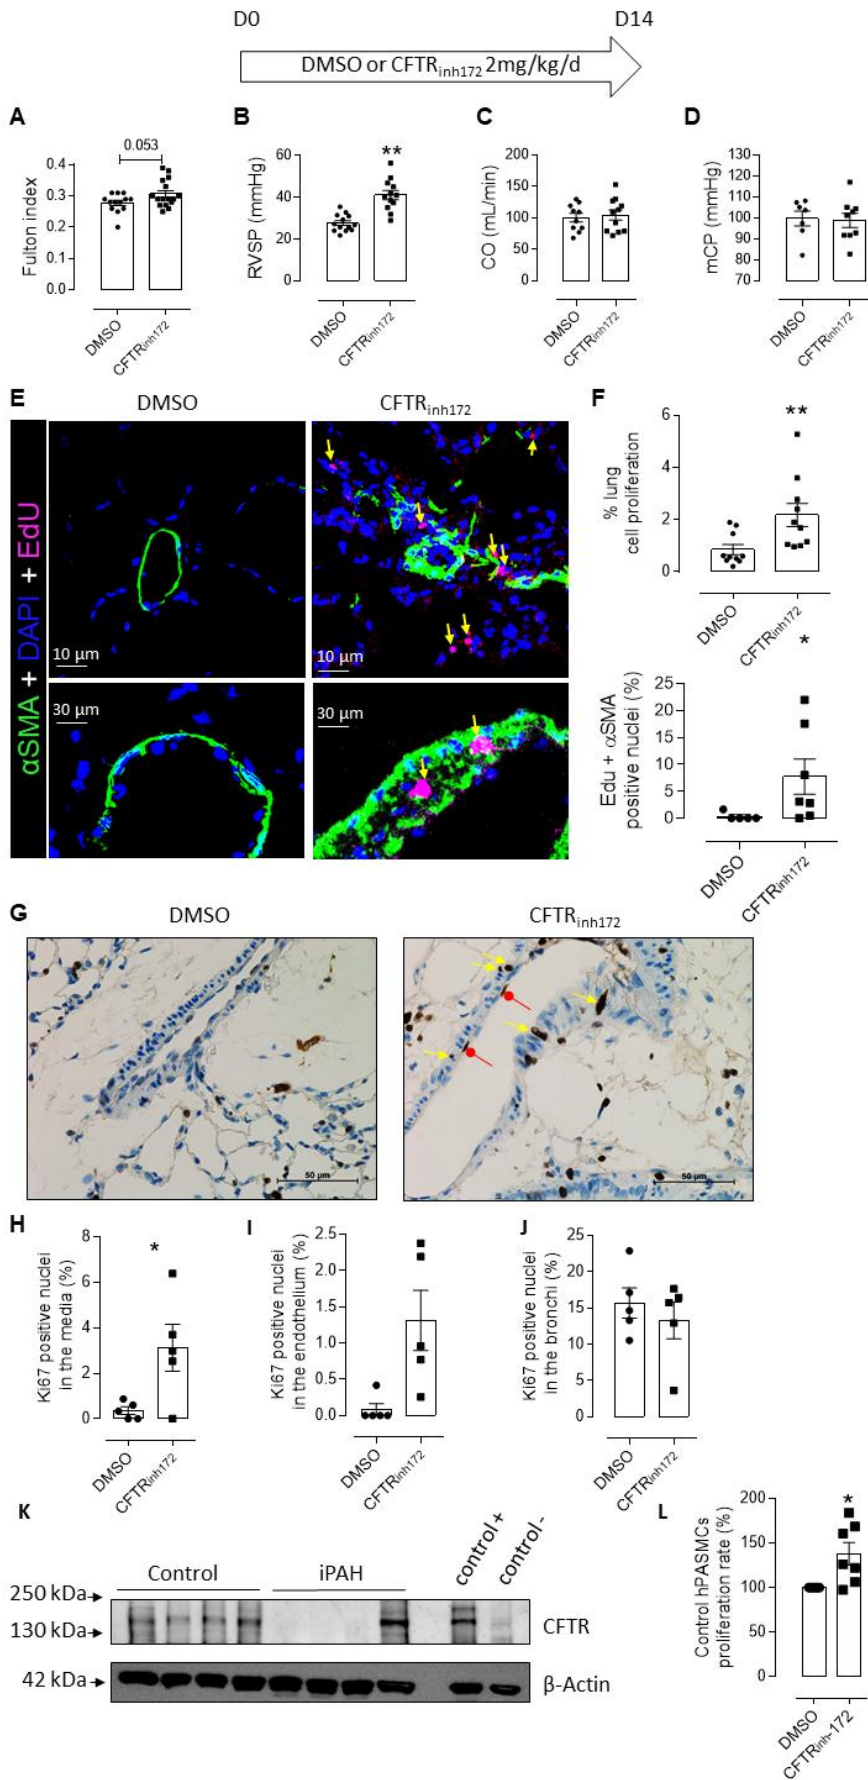 D0 D14
DMSO or CFTRinh172 2mg/kg/d
A B C D
0.053
Fulton index
0.4
0.3
0.2
0.1
0.0
DMSO
CFTRinh172
**
RVSP (mmHg)
60
40
20
0
DMSO
CFTRinh172
CO (mL/min)
200
150
100
50
0
DMSO
CFTRinh172
mCP (mmHg)
130
120
110
100
90
80
70
DMSO
CFTRinh172
E
DMSO CFTRinh172
αSMA + DAPI + EdU
10 µm
10 µm
30 µm
30 µm
F
**
% lung
cell proliferation
6
4
2
0
DMSO
CFTRinh172
*
Edu + αSMA
positive nuclei (%)
25
20
15
10
5
0
DMSO
CFTRinh172
G
DMSO CFTRinh172
50 µm
50 µm
H
*
Ki67 positive nuclei
in the media (%)
8
6
4
2
0
DMSO
CFTRinh172
I
Ki67 positive nuclei
in the endothelium (%)
2.5
2.0
1.5
1.0
0.5
0.0
DMSO
CFTRinh172
J
Ki67 positive nuclei
in the bronchi (%)
25
20
15
10
5
0
DMSO
CFTRinh172
K
Control iPAH control+ control-
250 kDa
130 kDa
CFTR
42 kDa
β-Actin
L
*
Control hPASMCs
proliferation rate (%)
200
150
100
50
0
DMSO
CFTRinh-172